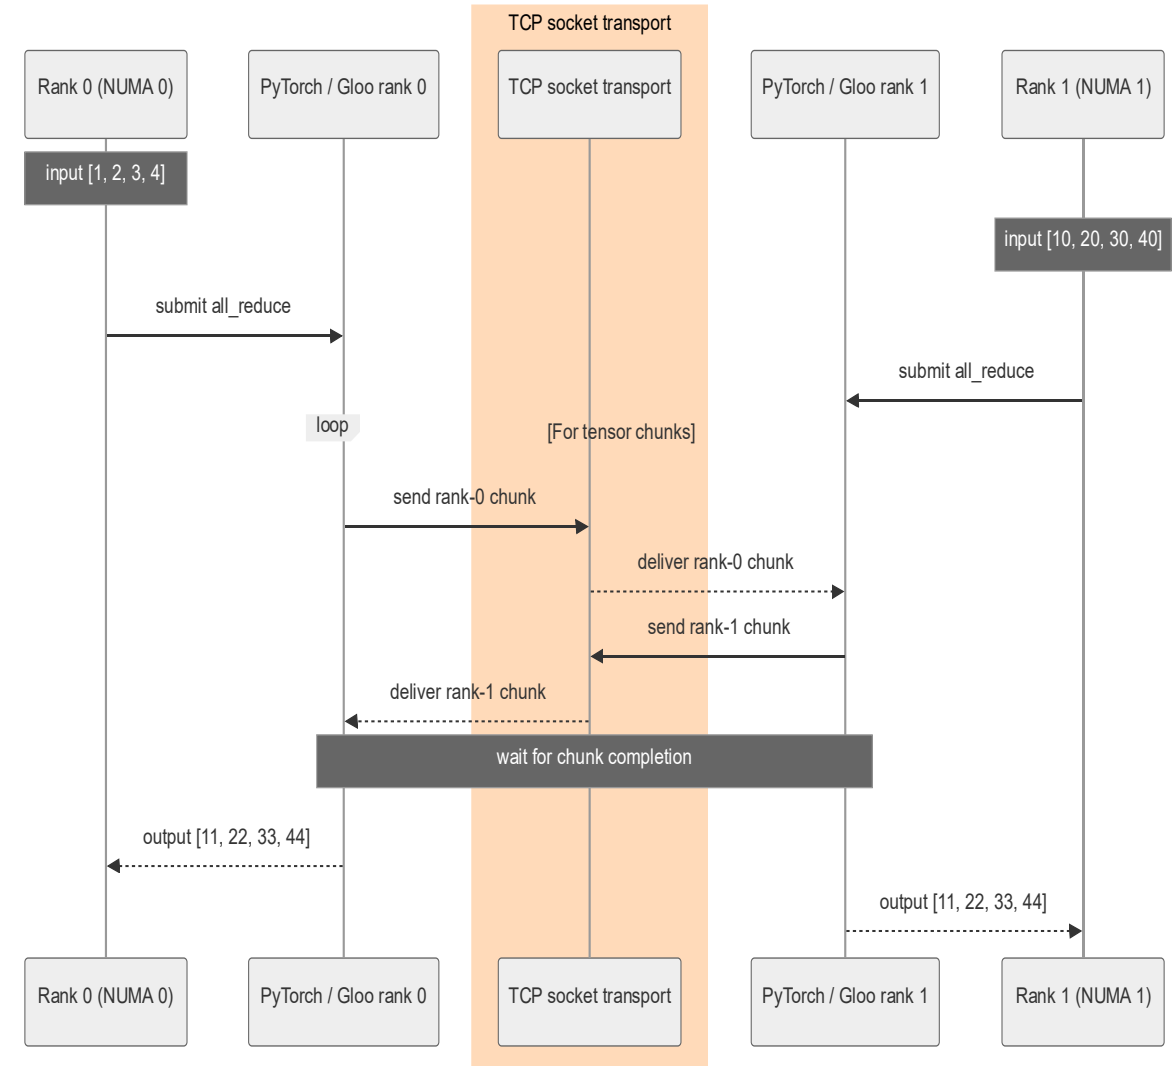 TCP socket transport
Rank 0 (NUMA 0)
PyTorch / Gloo rank 0
TCP socket transport
PyTorch / Gloo rank 1
Rank 1 (NUMA 1)
input [1, 2, 3, 4]
input [10, 20, 30, 40]
submit all_reduce
submit all_reduce
loop
[For tensor chunks]
send rank-0 chunk
deliver rank-0 chunk
send rank-1 chunk
deliver rank-1 chunk
wait for chunk completion
output [11, 22, 33, 44]
output [11, 22, 33, 44]
Rank 0 (NUMA 0)
PyTorch / Gloo rank 0
TCP socket transport
PyTorch / Gloo rank 1
Rank 1 (NUMA 1)